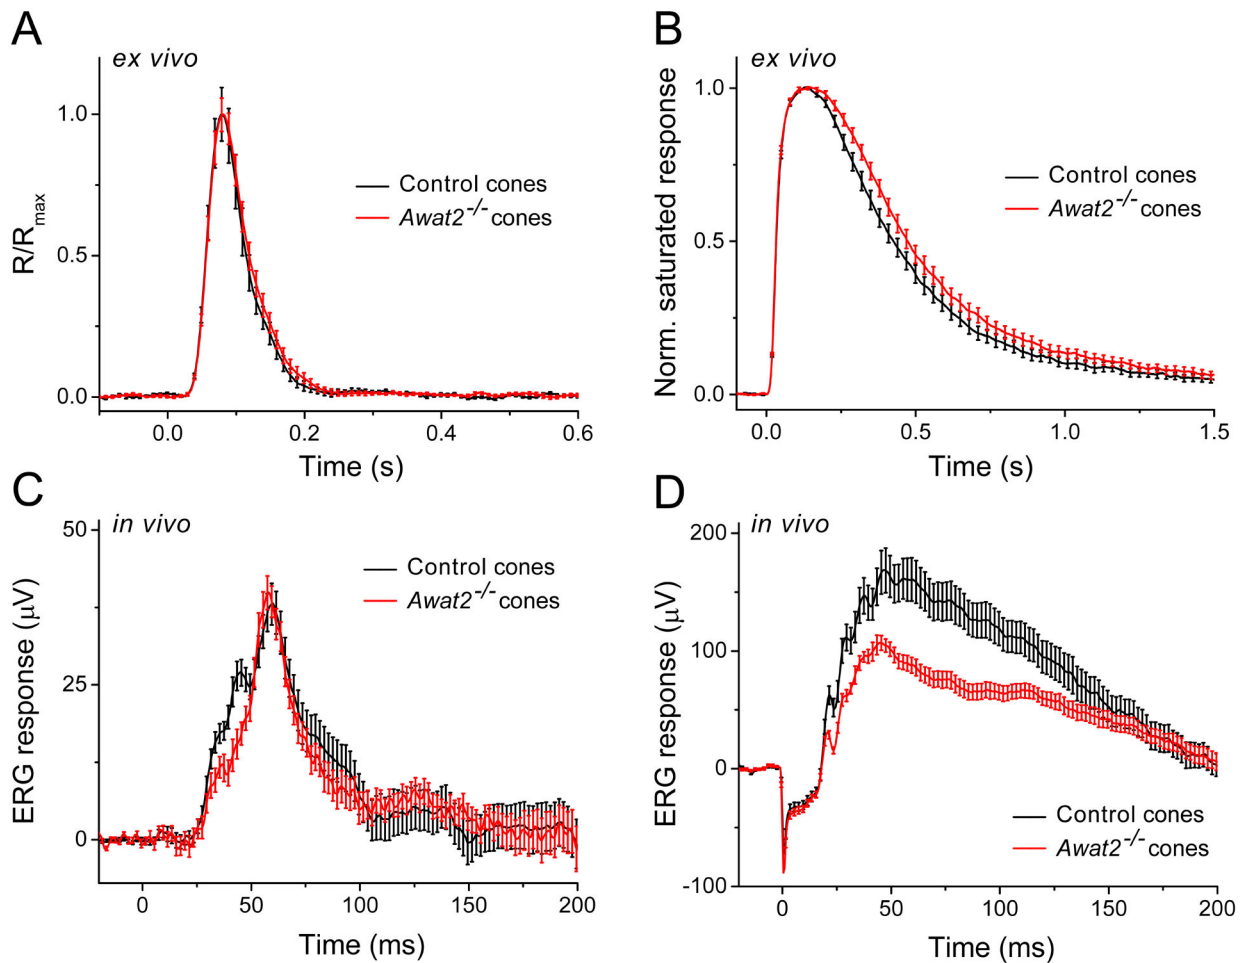 A
ex vivo
1.0
0.5
0.0
R/Rmax
Control cones
Awat2-/- cones
0.0
0.2
0.4
0.6
Time (s)
B
ex vivo
1.0
0.5
0.0
Norm. saturated response
Control cones
Awat2-/- cones
0.0
0.5
1.0
1.5
Time (s)
C
in vivo
50
25
0
ERG response (μV)
Control cones
Awat2-/- cones
0
50
100
150
200
Time (ms)
D
in vivo
200
100
0
-100
ERG response (μV)
Control cones
Awat2-/- cones
0
50
100
150
200
Time (ms)